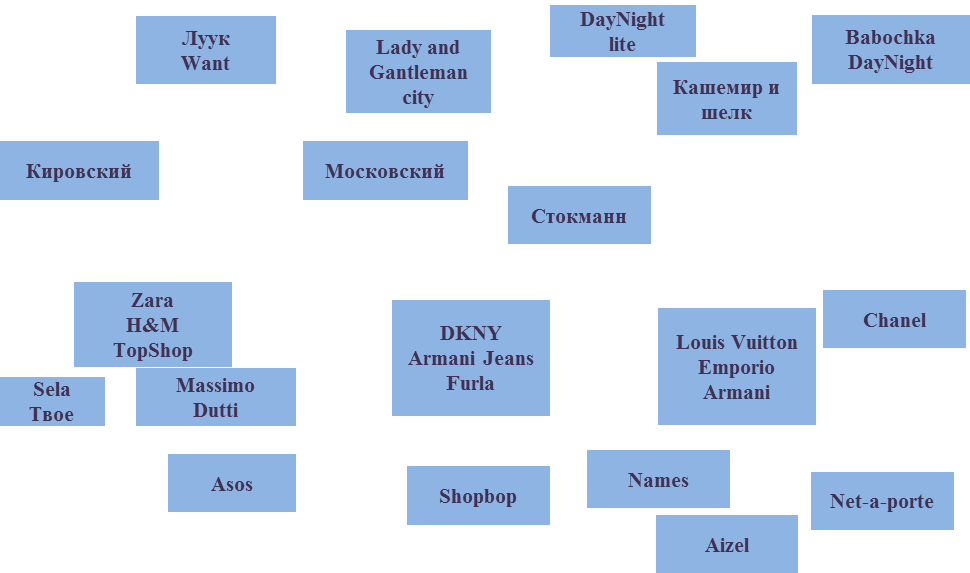 Луук
Want
Lady and
Gantleman
city
DayNight
lite
Кашемир и
шелк
Babochka
DayNight
Кировский
Московский
Стокманн
Zara
H&M
TopShop
DKNY
Armani Jeans
Furla
Louis Vuitton
Emporio
Armani
Chanel
Sela
Твое
Massimo
Dutti
Asos
Shopbop
Names
Net-a-porte
Aizel